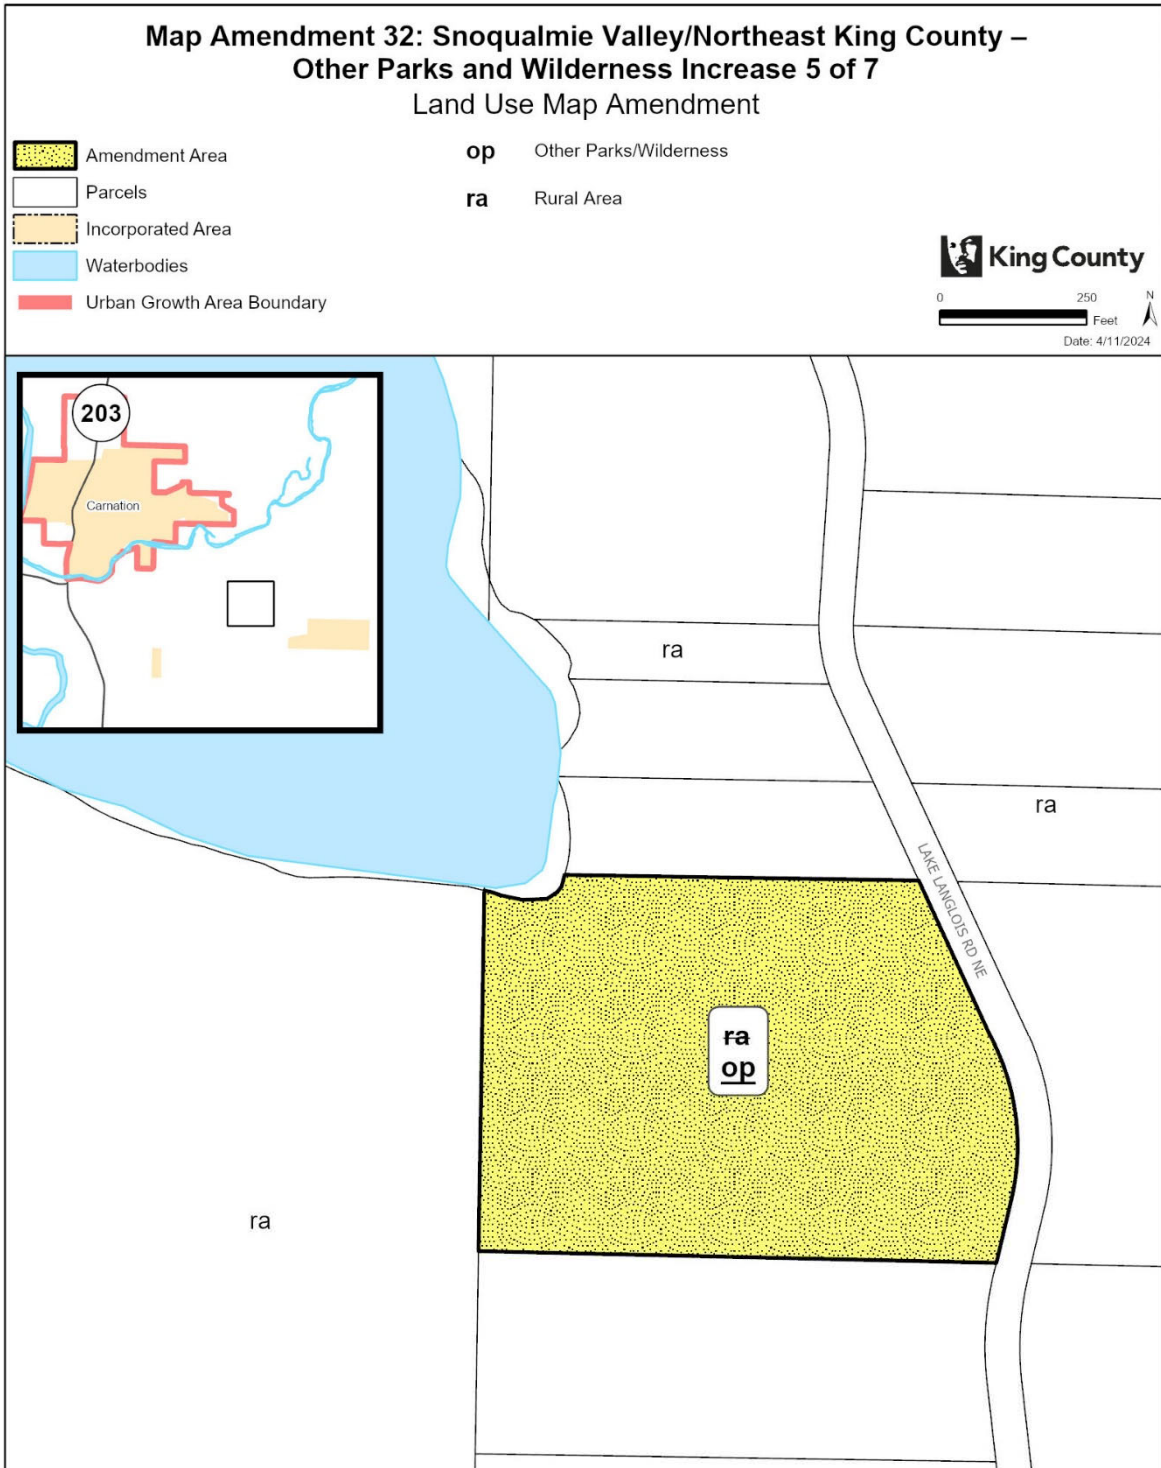 Map Amendment 32: Snoqualmie Valley/Northeast King County –
Other Parks and Wilderness Increase 5 of 7
Land Use Map Amendment
Amendment Area
Parcels
Incorporated Area
Waterbodies
Urban Growth Area Boundary
op Other Parks/Wilderness
ra Rural Area
King County
0 250
Feet
N
Date: 4/11/2024
203
Carnation
ra
ra
LAKE LANGLOIS RD NE
ra
op
ra